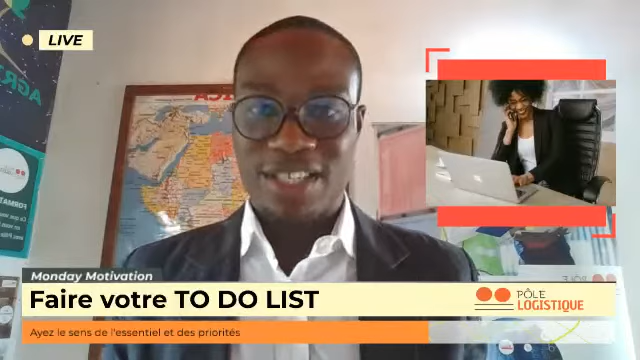 LIVE
Monday Motivation
Faire votre TO DO LIST
Ayez le sens de l'essentiel et des priorités
PÔLE
LOGISTIQUE